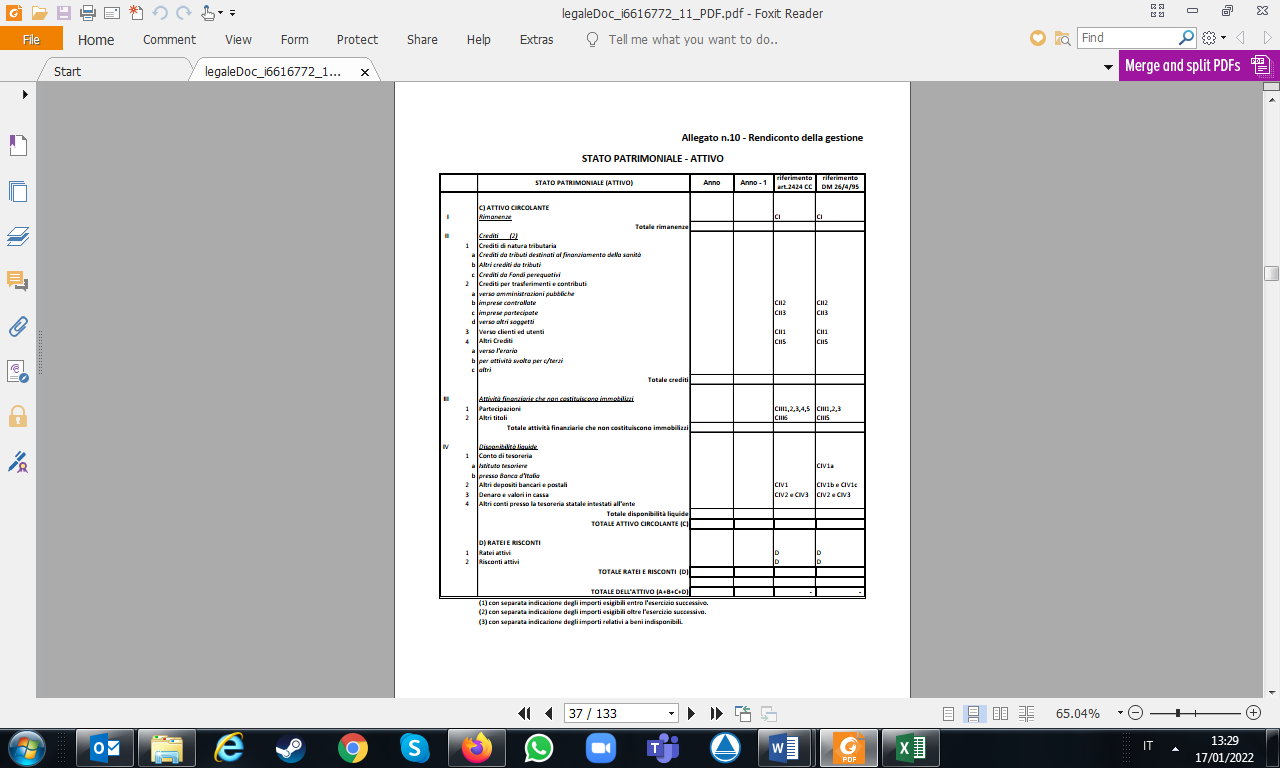 legaleDoc_i6616772_11_PDF.pdf - Foxit Reader
File Home Comment View Form Protect Share Help Extras Tell me what you want to do.. Find
Start legaleDoc_i6616772_1... Merge and split PDFs
Allegato n.10 - Rendiconto della gestione
STATO PATRIMONIALE - ATTIVO
STATO PATRIMONIALE (ATTIVO) Anno Anno - 1 riferimento art.2424 CC riferimento DM 26/4/95
C) ATTIVO CIRCOLANTE
I Rimanenze CI CI
Totale rimanenze
II Crediti (2)
1 Crediti di natura tributaria
a Crediti da tributi destinati al finanziamento della sanità
b Altri crediti da tributi
c Crediti da Fondi perequativi
2 Crediti per trasferimenti e contributi
a verso amministrazioni pubbliche
b imprese controllate CII2 CII2
c imprese partecipate CII3 CII3
d verso altri soggetti
3 Verso clienti ed utenti CII1 CII1
4 Altri Crediti CII5 CII5
a verso l'erario
b per attività svolta per c/terzi
c altri
Totale crediti
III Attività finanziarie che non costituiscono immobilizzi
1 Partecipazioni CIII1,2,3,4,5 CIII1,2,3
2 Altri titoli CIII6 CIII5
Totale attività finanziarie che non costituiscono immobilizzi
IV Disponibilità liquide
1 Conto di tesoreria
a Istituto tesoriere CIV1a
b presso Banca d'Italia
2 Altri depositi bancari e postali CIV1 CIV1b e CIV1c
3 Denaro e valori in cassa CIV2 e CIV3 CIV2 e CIV3
4 Altri conti presso la tesoreria statale intestati all'ente
Totale disponibilità liquide
TOTALE ATTIVO CIRCOLANTE (C)
D) RATEI E RISCONTI
1 Ratei attivi D D
2 Risconti attivi D D
TOTALE RATEI E RISCONTI (D)
TOTALE DELL'ATTIVO (A+B+C+D) - -
(1) con separata indicazione degli importi esigibili entro l'esercizio successivo.
(2) con separata indicazione degli importi esigibili oltre l'esercizio successivo.
(3) con separata indicazione degli importi relativi a beni indisponibili.
37 / 133 65.04%
IT 13:29
17/01/2022